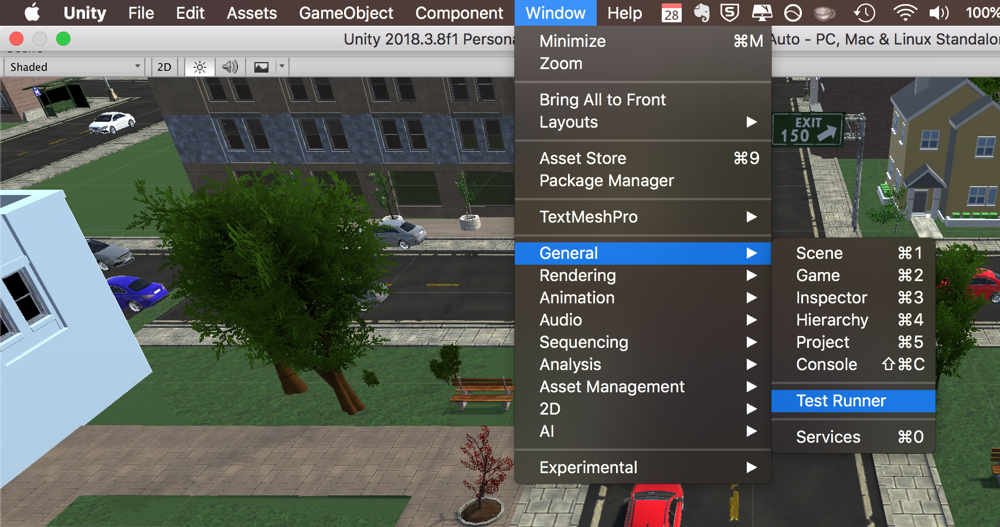 Unity File Edit Assets GameObject Component Window Help 28 100%
Unity 2018.3.8f1 Persona
Auto - PC, Mac & Linux Standalo
Shaded 2D
Minimize ⌘M
Zoom
Bring All to Front
Layouts
Asset Store ⌘9
Package Manager
TextMeshPro
General
Rendering
Animation
Audio
Sequencing
Analysis
Asset Management
2D
AI
Experimental
Scene ⌘1
Game ⌘2
Inspector ⌘3
Hierarchy ⌘4
Project ⌘5
Console ⇧⌘C
Test Runner
Services ⌘0
EXIT
150